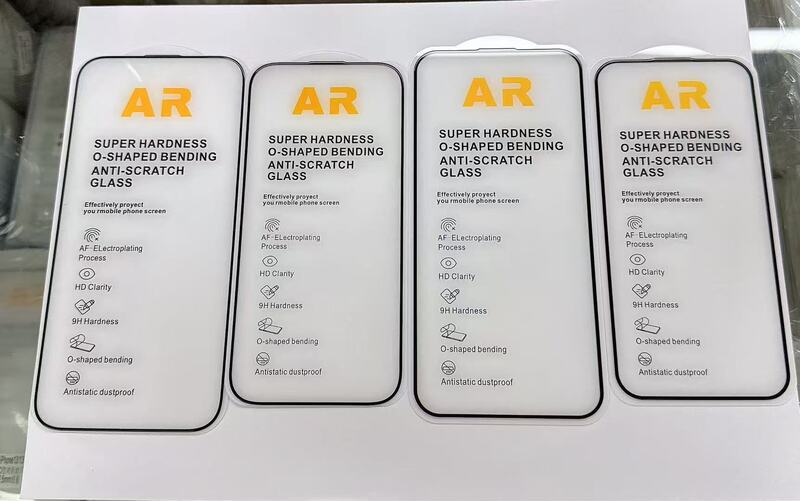 AR
SUPER HARDNESS
O-SHAPED BENDING
ANTI-SCRATCH
GLASS
Effectively proyect
you rmobile phone screen
AF-ELectroplating
Process
HD Clarity
9H Hardness
O-shaped bending
Antistatic dustproof
AR
SUPER HARDNESS
O-SHAPED BENDING
ANTI-SCRATCH
GLASS
Effectively proyect
you rmobile phone screen
AF-ELectroplating
Process
HD Clarity
9H Hardness
O-shaped bending
Antistatic dustproof
AR
SUPER HARDNESS
O-SHAPED BENDING
ANTI-SCRATCH
GLASS
Effectively proyect
you rmobile phone screen
AF-ELectroplating
Process
HD Clarity
9H Hardness
O-shaped bending
Antistatic dustproof
AR
SUPER HARDNESS
O-SHAPED BENDING
ANTI-SCRATCH
GLASS
Effectively proyect
you rmobile phone screen
AF-ELectroplating
Process
HD Clarity
9H Hardness
O-shaped bending
Antistatic dustproof